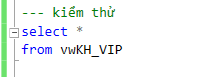 --- kiểm thử
select *
from vwKH_VIP